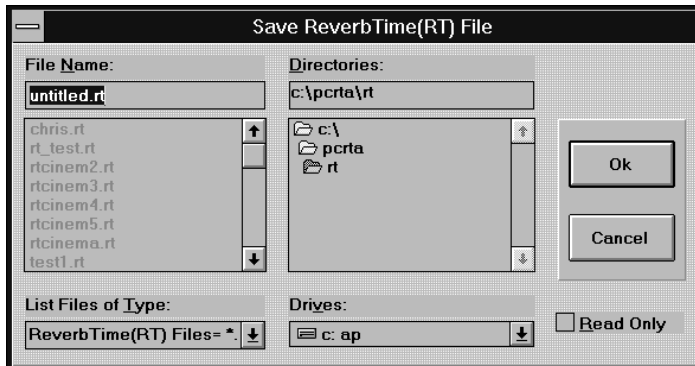 Save ReverbTime(RT) File
File Name:
untitled.rt
chris.rt
rt_test.rt
rtcinem2.rt
rtcinem3.rt
rtcinem4.rt
rtcinem5.rt
rtcinema.rt
test1.rt
List Files of Type:
ReverbTime(RT) Files= *.
Directories:
c:\pcrta\rt
c:\
pcrta
rt
Drives:
c: ap
Ok
Cancel
Read Only